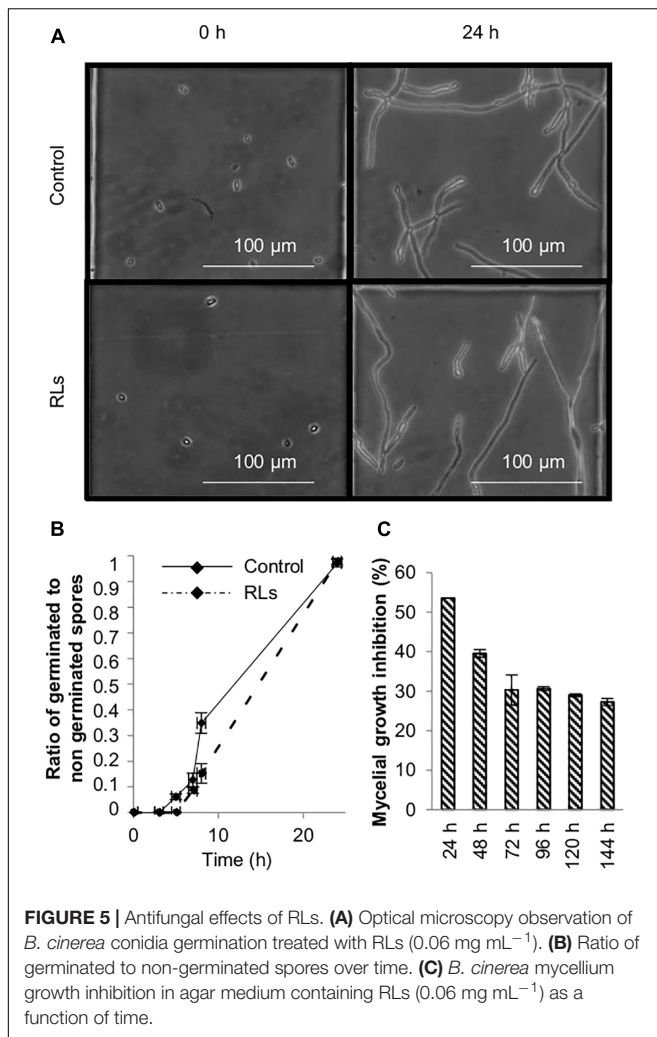 A
0 h 24 h
Control
100 µm 100 µm
RLs
100 µm 100 µm
B
Ratio of germinated to
non germinated spores
1
0.9
0.8
0.7
0.6
0.5
0.4
0.3
0.2
0.1
0
Control
RLs
0 10 20
Time (h)
C
Mycelial growth inhibition (%)
60
50
40
30
20
10
0
24 h 48 h 72 h 96 h 120 h 144 h
FIGURE 5 | Antifungal effects of RLs. (A) Optical microscopy observation of
B. cinerea conidia germination treated with RLs (0.06 mg mL−1). (B) Ratio of
germinated to non-germinated spores over time. (C) B. cinerea mycellium
growth inhibition in agar medium containing RLs (0.06 mg mL−1) as a
function of time.